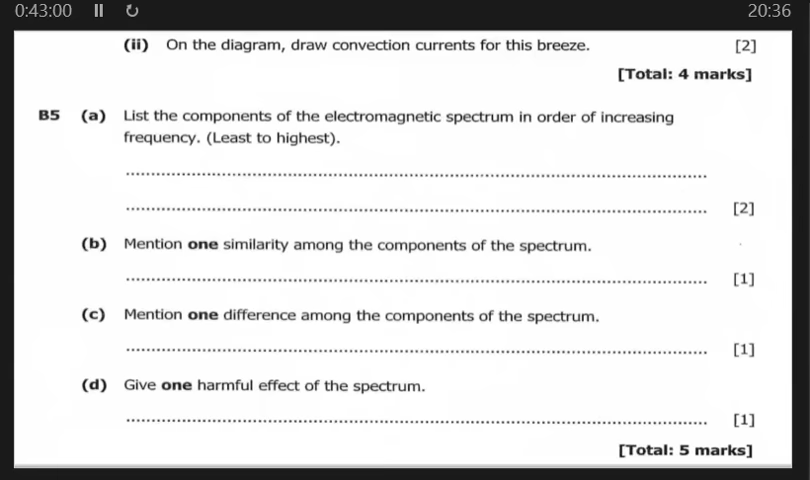 0:43:00
20:36
(ii) On the diagram, draw convection currents for this breeze. [2]
[Total: 4 marks]
B5 (a) List the components of the electromagnetic spectrum in order of increasing
frequency. (Least to highest).
[2]
(b) Mention one similarity among the components of the spectrum.
[1]
(c) Mention one difference among the components of the spectrum.
[1]
(d) Give one harmful effect of the spectrum.
[1]
[Total: 5 marks]